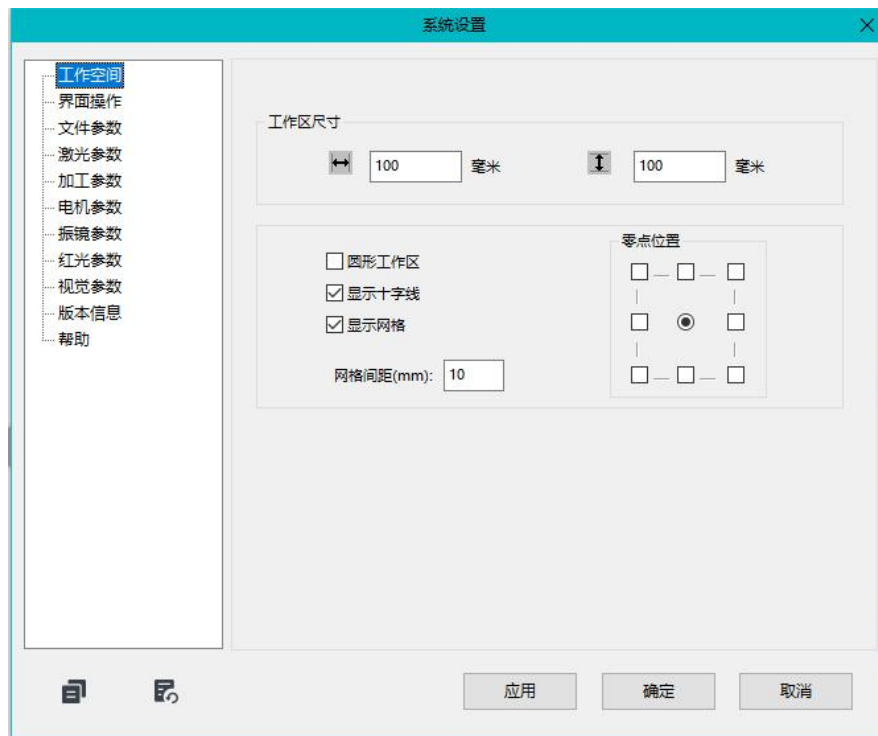 系统设置
工作空间
界面操作
文件参数
激光参数
加工参数
电机参数
振镜参数
红光参数
视觉参数
版本信息
帮助
工作区尺寸
100 毫米 100 毫米
圆形工作区
显示十字线
显示网格
网格间距(mm): 10
零点位置
应用 确定 取消